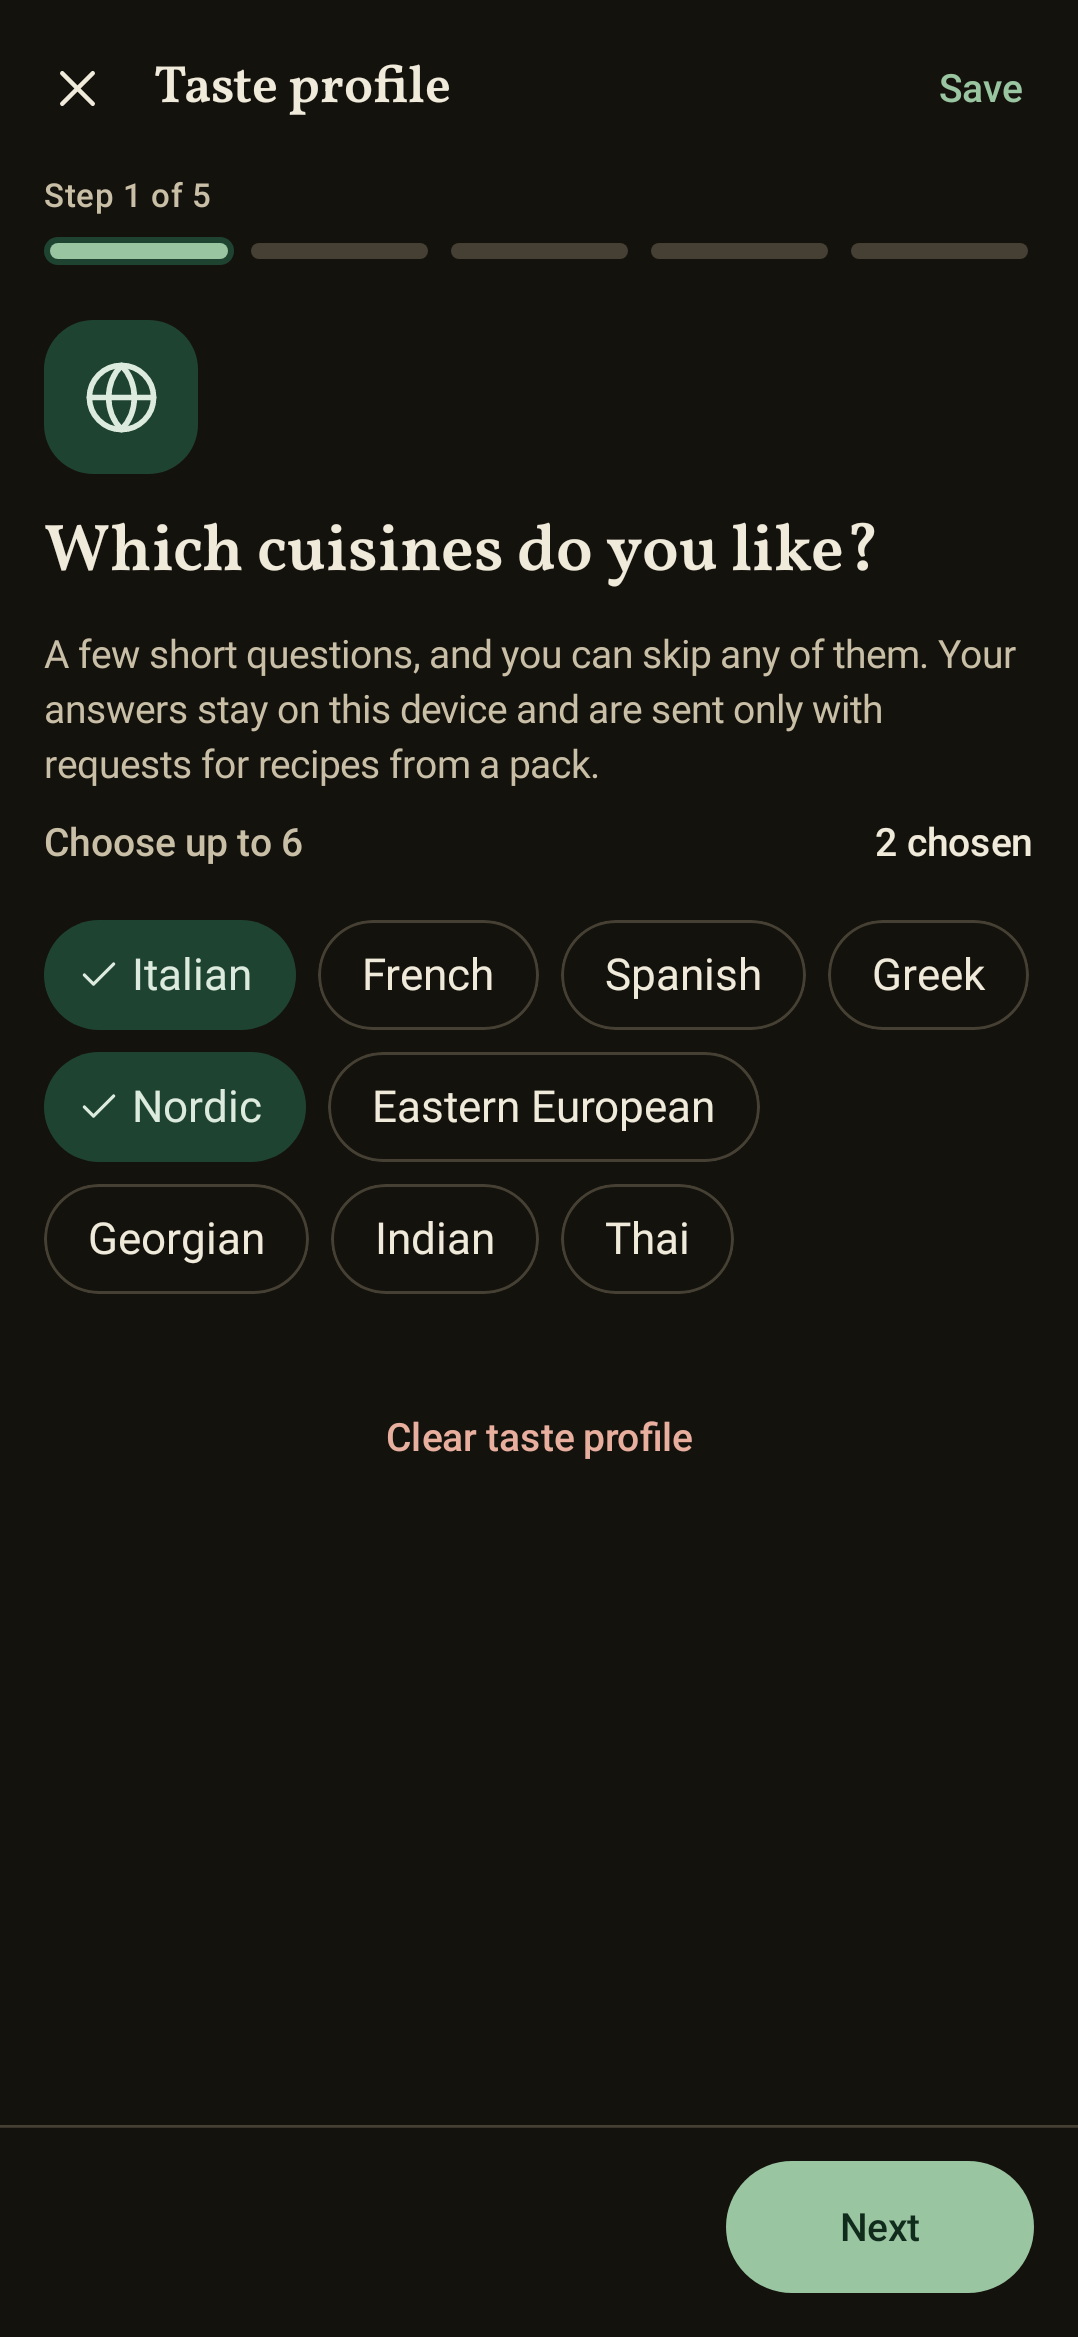 Taste profile
Save
Step 1 of 5
Which cuisines do you like?
A few short questions, and you can skip any of them. Your
answers stay on this device and are sent only with
requests for recipes from a pack.
Choose up to 6
2 chosen
Italian
French
Spanish
Greek
Nordic
Eastern European
Georgian
Indian
Thai
Clear taste profile
Next